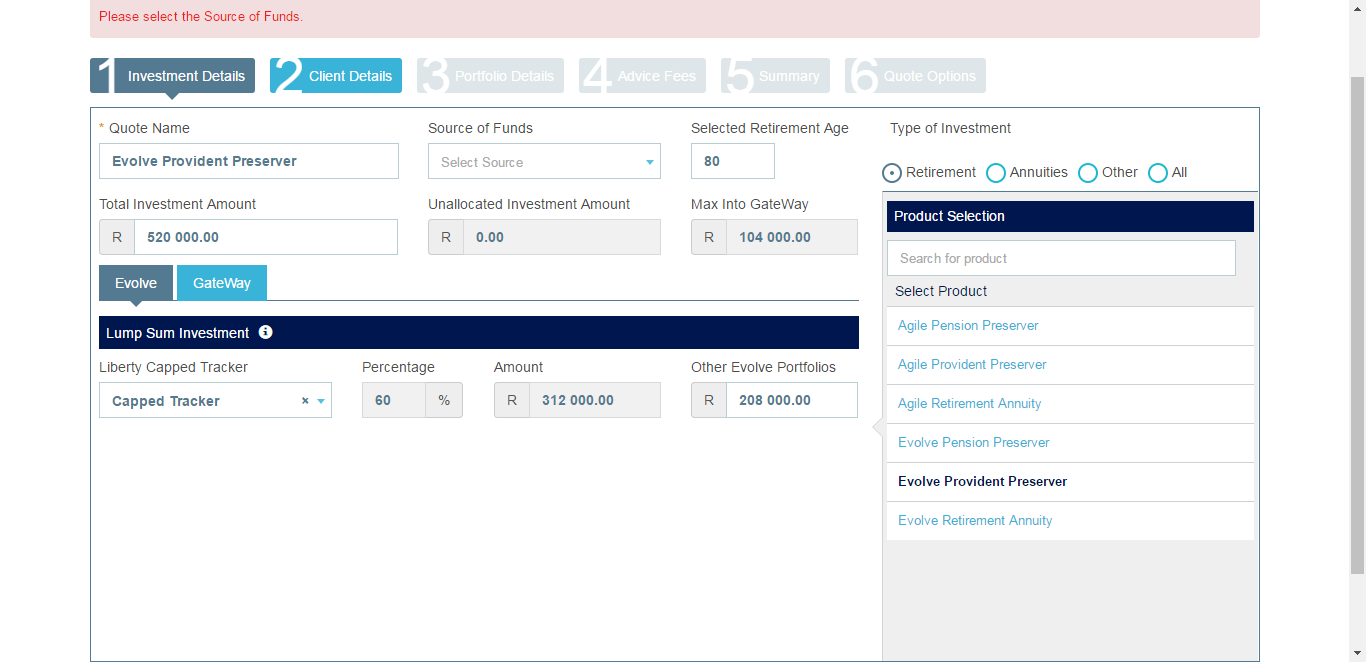 Please select the Source of Funds.
1 Investment Details
2 Client Details
3 Portfolio Details
4 Advice Fees
5 Summary
6 Quote Options
* Quote Name
Evolve Provident Preserver
Source of Funds
Select Source
Selected Retirement Age
80
Total Investment Amount
R 520 000.00
Unallocated Investment Amount
R 0.00
Max Into GateWay
R 104 000.00
Evolve
GateWay
Lump Sum Investment
Liberty Capped Tracker
Capped Tracker ×
Percentage
60 %
Amount
R 312 000.00
Other Evolve Portfolios
R 208 000.00
Type of Investment
Retirement Annuities Other All
Product Selection
Search for product
Select Product
Agile Pension Preserver
Agile Provident Preserver
Agile Retirement Annuity
Evolve Pension Preserver
Evolve Provident Preserver
Evolve Retirement Annuity